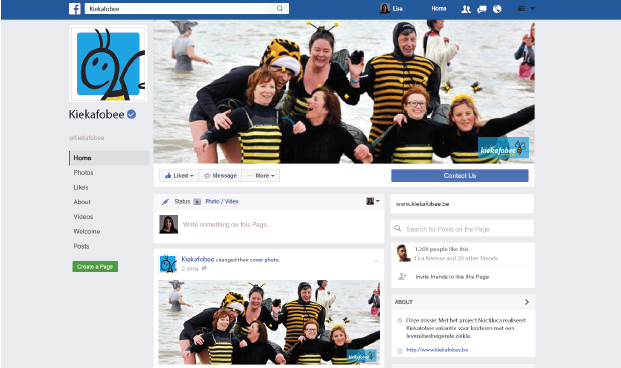 Kiekafobee
Lisa
Home
kiekafobee
Kiekafobee
@Kiekafobee
Home
Photos
Likes
About
Videos
Welcome
Posts
Create a Page
Liked
Message
More
Contact Us
Status
Photo / Video
Write something on this Page...
Kiekafobee changed their cover photo.
2 mins
kiekafobee
www.kiekafobee.be
Search for Posts on the Page
1,200 people like this
Lisa Keresse and 20 other friends
Invite friends to like this Page
ABOUT
Onze missie: Met het project Noctiluca realiseert
Kiekafobee vakantie voor kinderen met een
levensbedreigende ziekte.
http://www.kiekafobee.be